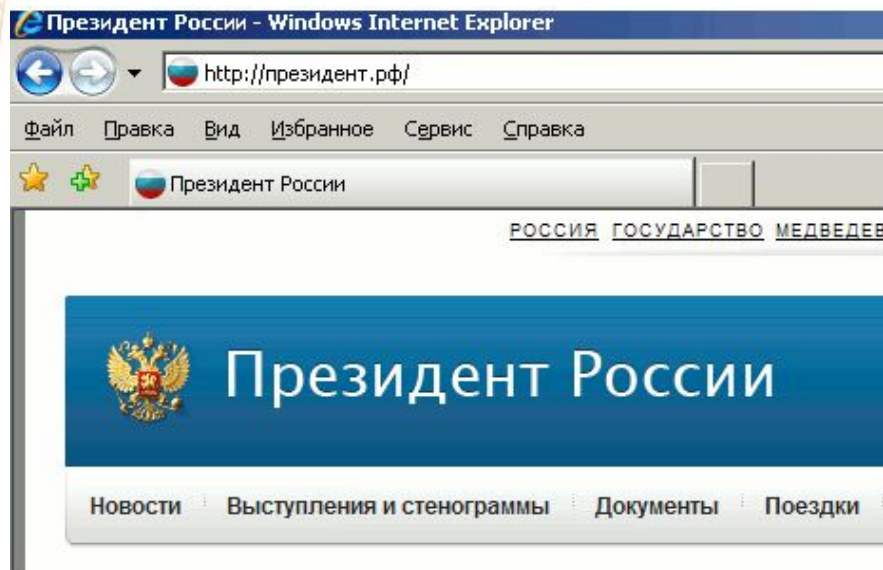 Президент России - Windows Internet Explorer
http://президент.рф/
Файл Правка Вид Избранное Сервис Справка
Президент России
РОССИЯ ГОСУДАРСТВО МЕДВЕДЕВ
Президент России
Новости Выступления и стенограммы Документы Поездки